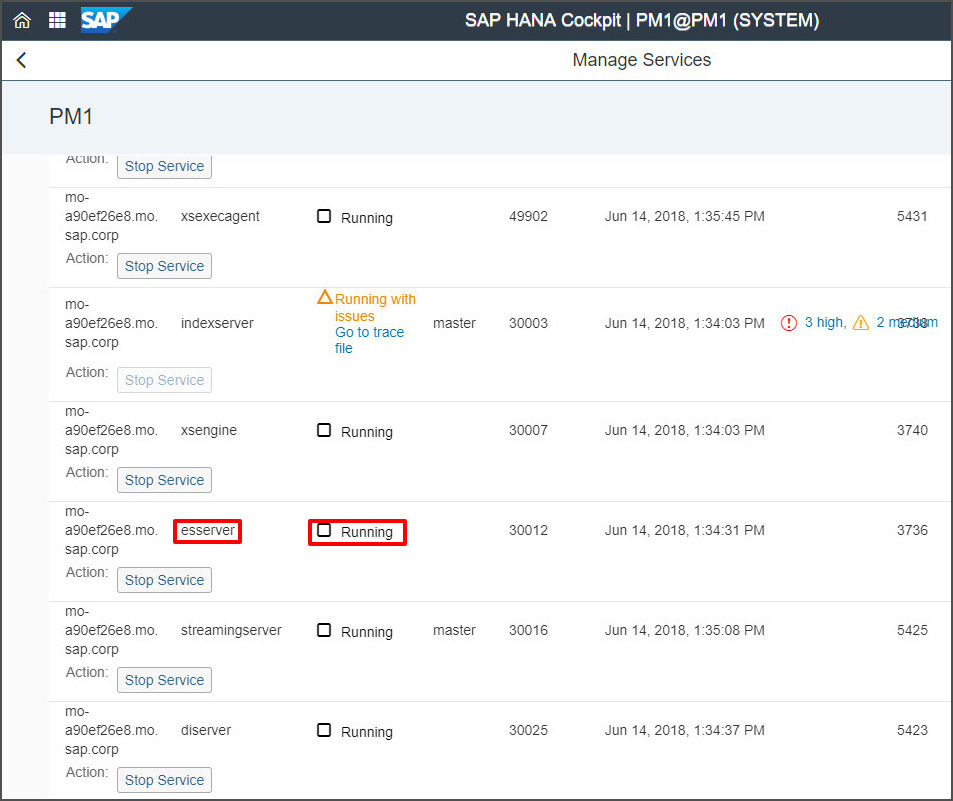 SAP
SAP HANA Cockpit | PM1@PM1 (SYSTEM)
Manage Services
PM1
Action: Stop Service
mo-
a90ef26e8.mo. xsexecagent Running 49902 Jun 14, 2018, 1:35:45 PM 5431
sap.corp
Action: Stop Service
mo-
a90ef26e8.mo. indexserver Running with master 30003 Jun 14, 2018, 1:34:03 PM 3 high, 2 medium 3738
sap.corp issues
Go to trace
file
Action: Stop Service
mo-
a90ef26e8.mo. xsengine Running 30007 Jun 14, 2018, 1:34:03 PM 3740
sap.corp
Action: Stop Service
mo-
a90ef26e8.mo. esserver Running 30012 Jun 14, 2018, 1:34:31 PM 3736
sap.corp
Action: Stop Service
mo-
a90ef26e8.mo. streamingserver Running master 30016 Jun 14, 2018, 1:35:08 PM 5425
sap.corp
Action: Stop Service
mo-
a90ef26e8.mo. diserver Running 30025 Jun 14, 2018, 1:34:37 PM 5423
sap.corp
Action: Stop Service